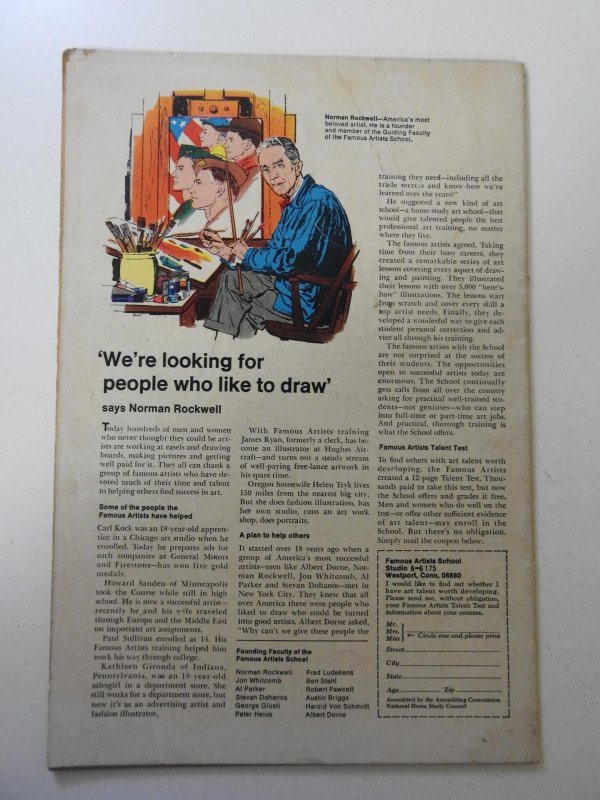 Norman Rockwell—America's most
beloved artist. He is a founder
and member of the Guiding Faculty
of the Famous Artists School.
'We're looking for
people who like to draw'
says Norman Rockwell
Today hundreds of men and women
who never thought they could be art-
ists are working at easels and drawing
boards, making pictures and getting
well paid for it. They all can thank a
group of famous artists who have de-
voted much of their time and talent
to helping others find success in art.
Some of the people the
Famous Artists have helped
Carl Kock was an 18-year-old appren-
tice in a Chicago art studio when he
enrolled. Today he prepares ads for
such companies as General Motors
and Firestone—has won five gold
medals.
Howard Sanden of Minneapolis
took the Course while still in high
school. He is now a successful artist—
recently he and his wife traveled
through Europe and the Middle East
on important art assignments.
Paul Sullivan enrolled at 14. His
Famous Artists training helped him
work his way through college.
Kathleen Gironda of Indiana,
Pennsylvania, was an 18-year-old
salesgirl in a department store. She
still works for a department store, but
now it's as an advertising artist and
fashion illustrator.
With Famous Artists training
James Ryan, formerly a clerk, has be-
come an illustrator at Hughes Air-
craft—and turns out a steady stream
of well-paying free-lance artwork in
his spare time.
Oregon housewife Helen Tryk lives
150 miles from the nearest big city.
But she does fashion illustration, has
her own studio, runs an art work
shop, does portraits.
A plan to help others
It started over 18 years ago when a
group of America's most successful
artists—men like Albert Dorne, Nor-
man Rockwell, Jon Whitcomb, Al
Parker and Stevan Dohanos—met in
New York City. They knew that all
over America there were people who
liked to draw who could be turned
into good artists. Albert Dorne asked,
"Why can't we give these people the
Founding Faculty of the
Famous Artists School
Norman Rockwell
Jon Whitcomb
Al Parker
Stevan Dohanos
George Giusti
Peter Helck
Fred Ludekens
Ben Stahl
Robert Fawcett
Austin Briggs
Harold Von Schmidt
Albert Dorne
training they need—including all the
trade secrets and know-how we've
learned over the years?"
He suggested a new kind of art
school—a home study art school—that
would give talented people the best
professional art training, no matter
where they live.
The famous artists agreed. Taking
time from their busy careers, they
created a remarkable series of art
lessons covering every aspect of draw-
ing and painting. They illustrated
their lessons with over 5,000 "here's-
how" illustrations. The lessons start
from scratch and cover every skill a
top artist needs. Finally, they de-
veloped a wonderful way to give each
student personal correction and ad-
vice all through his training.
The famous artists with the School
are not surprised at the success of
their students. The opportunities
open to successful artists today are
enormous. The School continually
gets calls from all over the country
asking for practical well-trained stu-
dents—not geniuses—who can step
into full-time or part-time art jobs.
And practical, thorough training is
what the School offers.
Famous Artists Talent Test
To find others with art talent worth
developing, the Famous Artists
created a 12-page Talent Test. Thou-
sands paid to take this test, but now
the School offers and grades it free.
Men and women who do well on the
test—or offer other sufficient evidence
of art talent—may enroll in the
School. But there's no obligation.
Simply mail the coupon below.
Famous Artists School
Studio A-6175
Westport, Conn. 06880
I would like to find out whether I
have art talent worth developing.
Please send me, without obligation,
your Famous Artists Talent Test and
information about your courses.
Mr.
Mrs. ← Circle one and please print
Miss
Street
City
State
Age Zip
Accredited by the Accrediting Commission
National Home Study Council